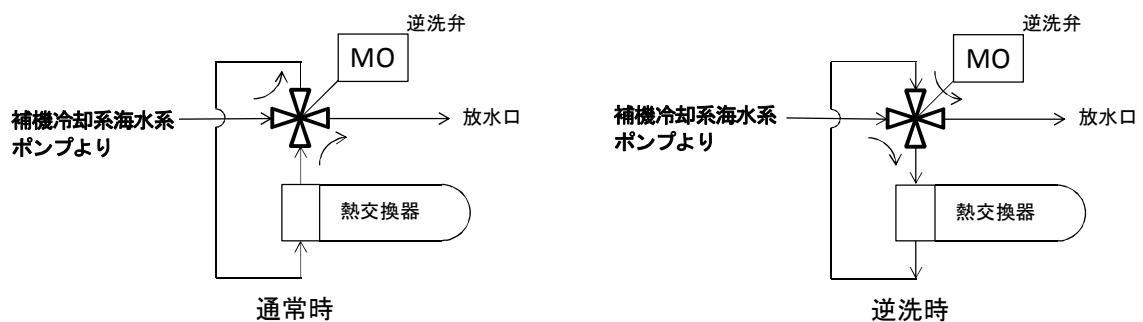 逆洗弁
MO
補機冷却系海水系
ポンプより
放水口
熱交換器
通常時
逆洗弁
MO
補機冷却系海水系
ポンプより
放水口
熱交換器
逆洗時